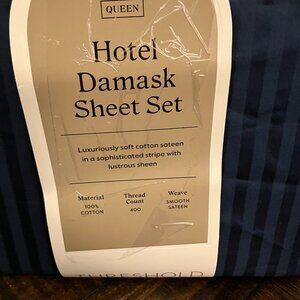 QUEEN
Hotel
Damask
Sheet Set
Luxuriously soft cotton sateen
in a sophisticated stripe with
lustrous sheen
Material Thread Count Weave
100% COTTON 400 SMOOTH SATEEN
THRESHOLD